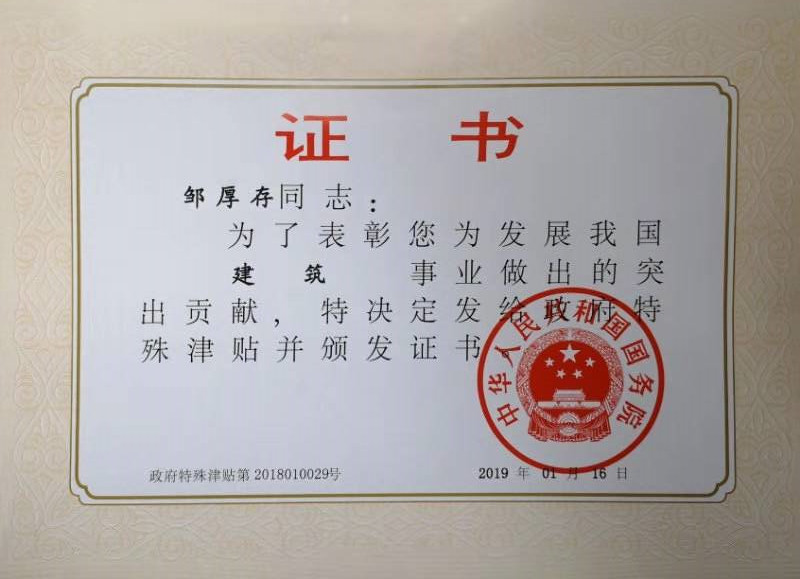 证 书
邹厚存同志：
为了表彰您为发展我国
建 筑 事业做出的突
出贡献，特决定发给政府特
殊津贴并颁发证书。
中华人民共和国国务院
政府特殊津贴第 2018010029号
2019 年 01 月 16 日